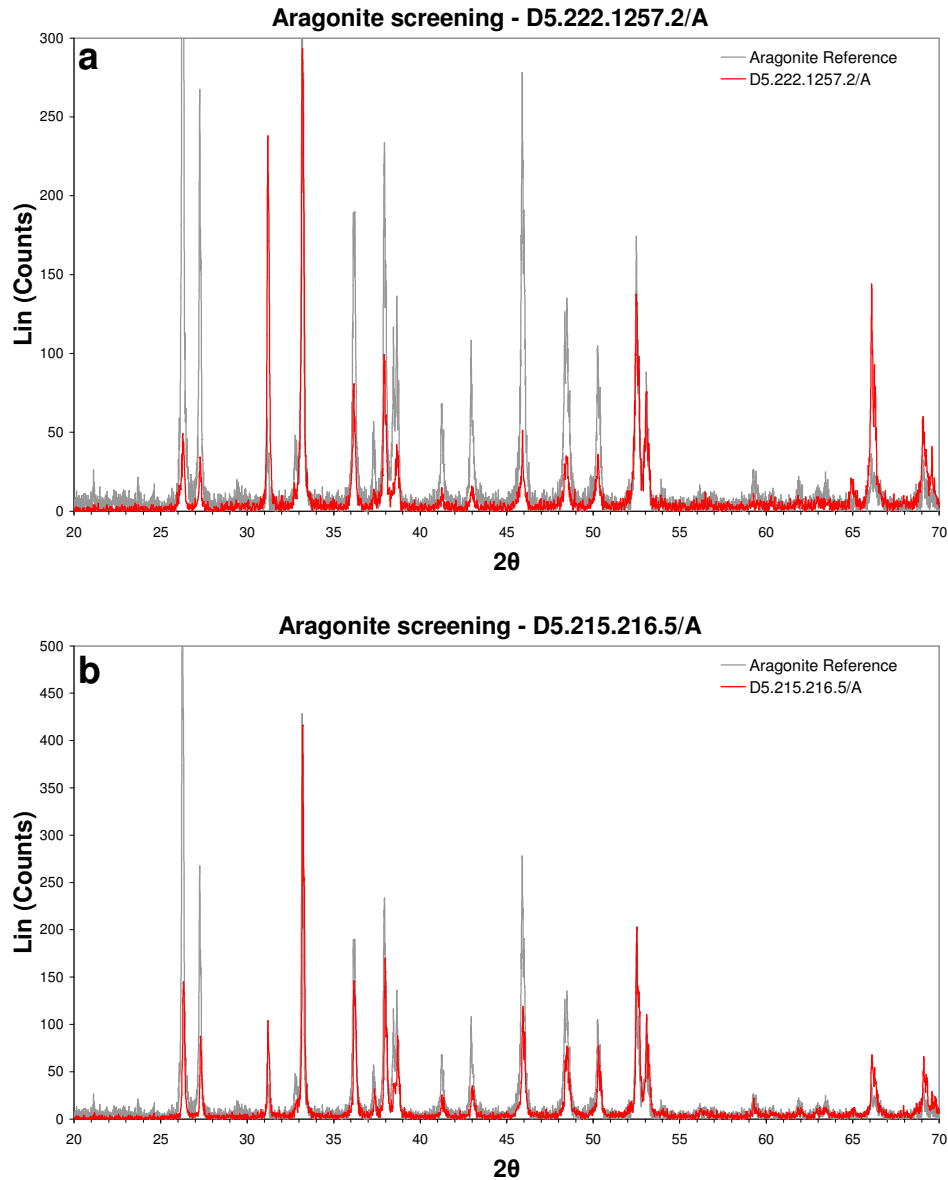 Aragonite screening - D5.222.1257.2/A
a
Aragonite Reference
D5.222.1257.2/A
300
250
200
150
100
50
0
Lin (Counts)
20 25 30 35 40 45 50 55 60 65 70
2θ
Aragonite screening - D5.215.216.5/A
b
Aragonite Reference
D5.215.216.5/A
500
450
400
350
300
250
200
150
100
50
0
Lin (Counts)
20 25 30 35 40 45 50 55 60 65 70
2θ